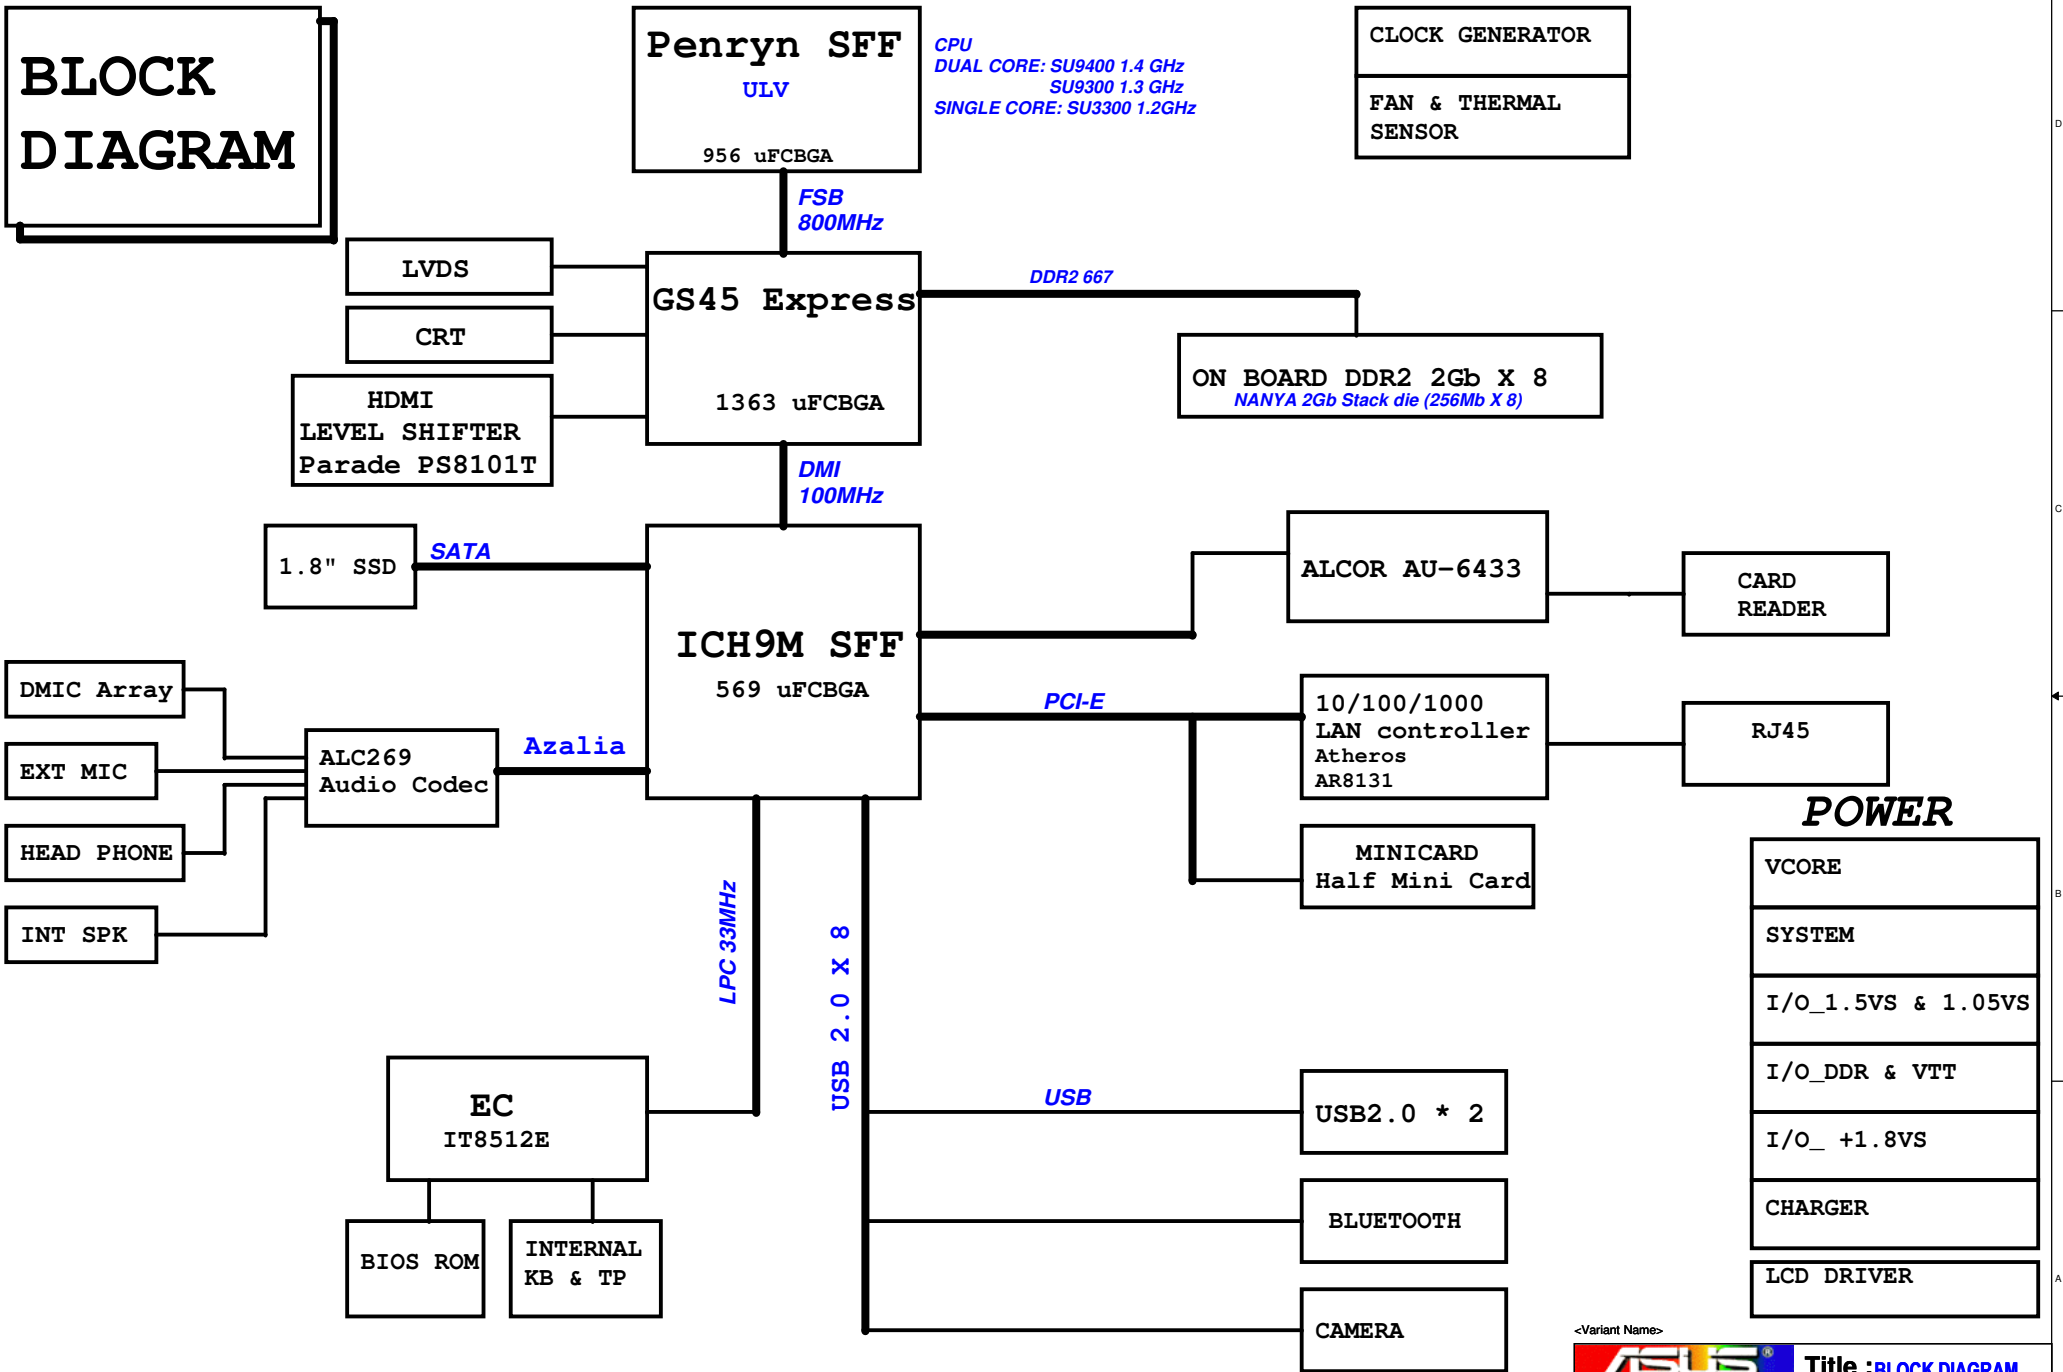 BLOCK
DIAGRAM
Penryn SFF
ULV
956 uFCBGA
CPU
DUAL CORE: SU9400 1.4 GHz
SU9300 1.3 GHz
SINGLE CORE: SU3300 1.2GHz
CLOCK GENERATOR
FAN & THERMAL
SENSOR
D
FSB
800MHz
LVDS
CRT
HDMI
LEVEL SHIFTER
Parade PS8101T
GS45 Express
1363 uFCBGA
DDR2 667
ON BOARD DDR2 2Gb X 8
NANYA 2Gb Stack die (256Mb X 8)
DMI
100MHz
C
1.8" SSD
SATA
ICH9M SFF
569 uFCBGA
ALCOR AU-6433
CARD
READER
DMIC Array
EXT MIC
HEAD PHONE
INT SPK
ALC269
Audio Codec
Azalia
PCI-E
10/100/1000
LAN controller
Atheros
AR8131
RJ45
MINICARD
Half Mini Card
POWER
VCORE
SYSTEM
I/O_1.5VS & 1.05VS
I/O_DDR & VTT
I/O_ +1.8VS
CHARGER
LCD DRIVER
B
LPC 33MHz
USB 2.0 X 8
EC
IT8512E
BIOS ROM
INTERNAL
KB & TP
USB
USB2.0 * 2
BLUETOOTH
CAMERA
A
<Variant Name>
ASUS ®
Title : BLOCK DIAGRAM